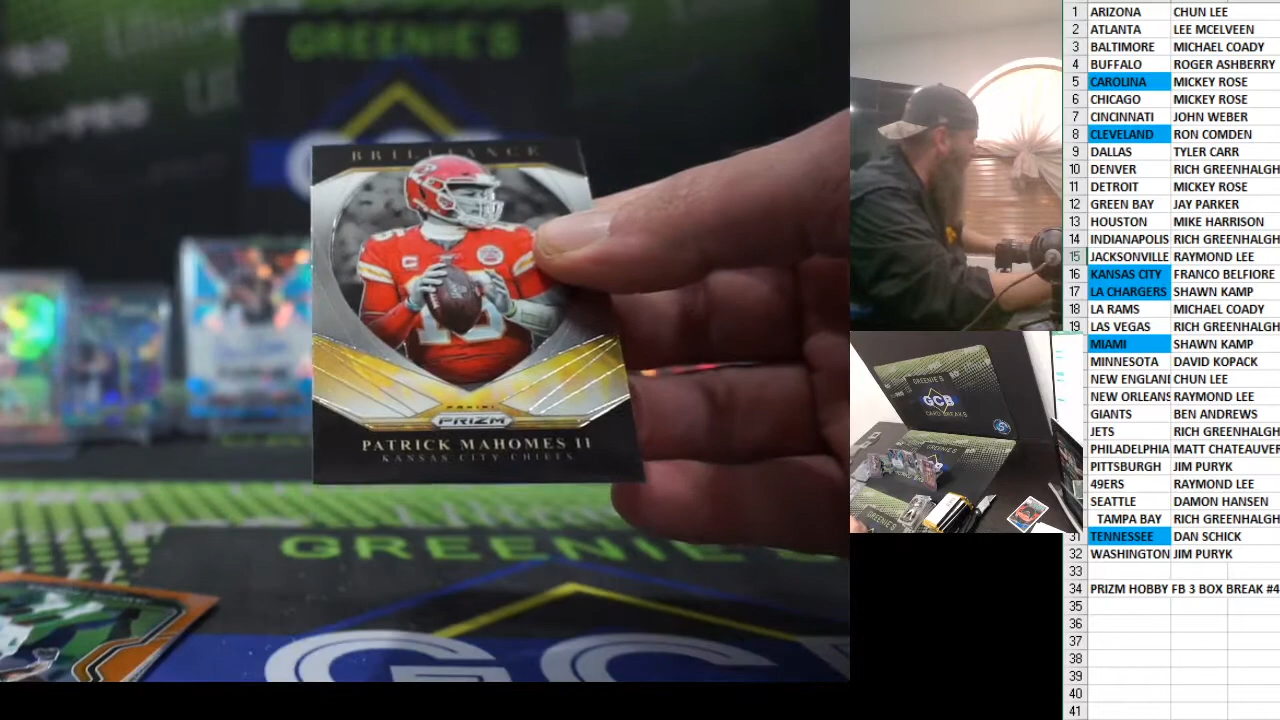 GREENIE'S
BRILLIANCE
PANINI
PRIZM
PATRICK MAHOMES II
KANSAS CITY CHIEFS
GREENIE'S
GCB
GREENIE'S
GCB
CARD BREAKS
GREENIE'S
GREENIE'S
1 ARIZONA CHUN LEE
2 ATLANTA LEE MCELVEEN
3 BALTIMORE MICHAEL COADY
4 BUFFALO ROGER ASHBERRY
5 CAROLINA MICKEY ROSE
6 CHICAGO MICKEY ROSE
7 CINCINNATI JOHN WEBER
8 CLEVELAND RON COMDEN
9 DALLAS TYLER CARR
10 DENVER RICH GREENHALGH
11 DETROIT MICKEY ROSE
12 GREEN BAY JAY PARKER
13 HOUSTON MIKE HARRISON
14 INDIANAPOLIS RICH GREENHALGH
15 JACKSONVILLE RAYMOND LEE
16 KANSAS CITY FRANCO BELFIORE
17 LA CHARGERS SHAWN KAMP
18 LA RAMS MICHAEL COADY
19 LAS VEGAS RICH GREENHALGH
MIAMI SHAWN KAMP
MINNESOTA DAVID KOPACK
NEW ENGLAND CHUN LEE
NEW ORLEANS RAYMOND LEE
GIANTS BEN ANDREWS
JETS RICH GREENHALGH
PHILADELPHIA MATT CHATEAUVER
PITTSBURGH JIM PURYK
49ERS RAYMOND LEE
SEATTLE DAMON HANSEN
TAMPA BAY RICH GREENHALGH
31 TENNESSEE DAN SCHICK
32 WASHINGTON JIM PURYK
33
34 PRIZM HOBBY FB 3 BOX BREAK #4
35
36
37
38
39
40
41